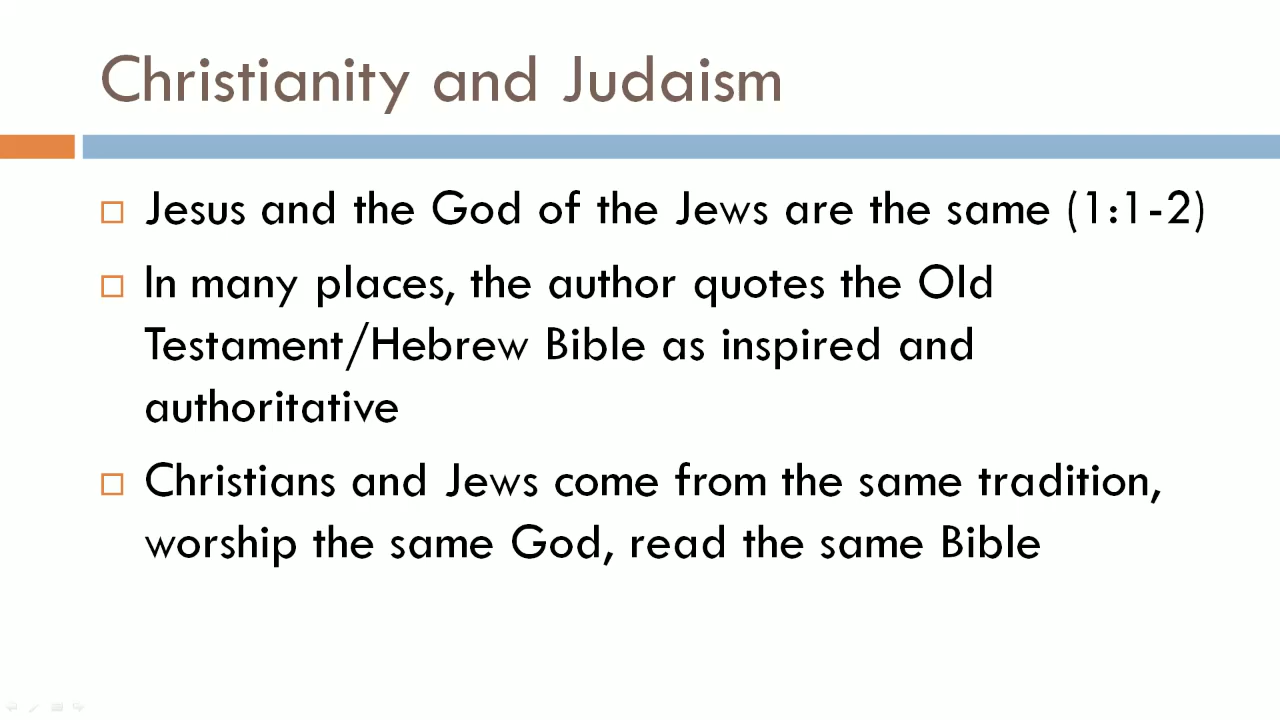 Christianity and Judaism
Jesus and the God of the Jews are the same (1:1-2)
In many places, the author quotes the Old
Testament/Hebrew Bible as inspired and
authoritative
Christians and Jews come from the same tradition,
worship the same God, read the same Bible